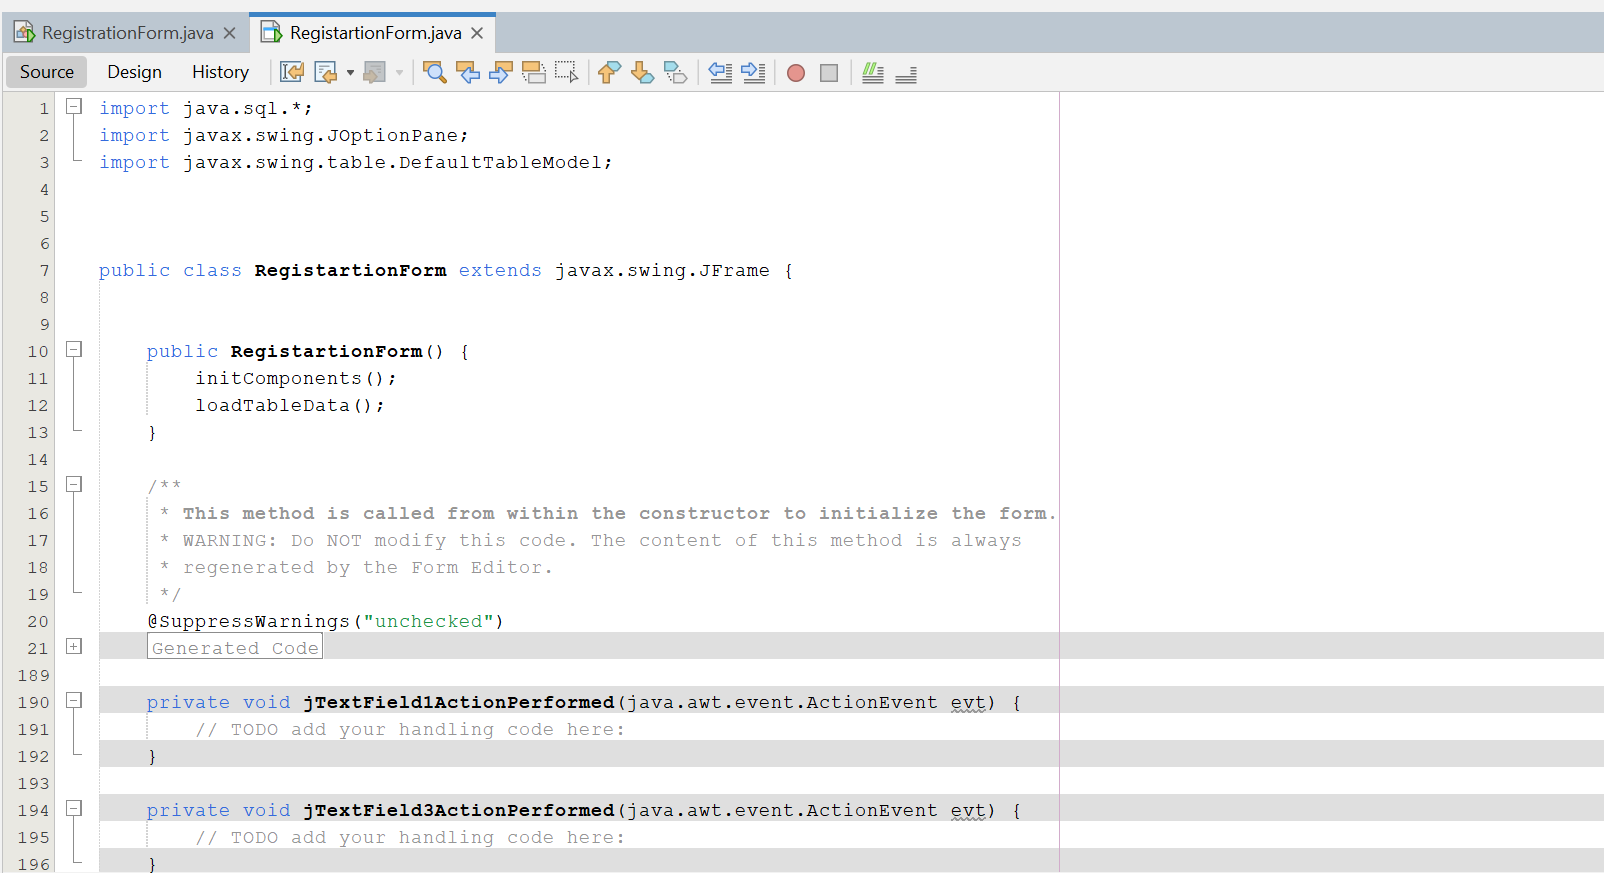 RegistrationForm.java
RegistartionForm.java
Source Design History
1 import java.sql.*;
2 import javax.swing.JOptionPane;
3 import javax.swing.table.DefaultTableModel;
4
5
6
7 public class RegistartionForm extends javax.swing.JFrame {
8
9
10 public RegistartionForm() {
11 initComponents();
12 loadTableData();
13 }
14
15 /**
16 * This method is called from within the constructor to initialize the form.
17 * WARNING: Do NOT modify this code. The content of this method is always
18 * regenerated by the Form Editor.
19 */
20 @SuppressWarnings("unchecked")
21 Generated Code
189
190 private void jTextField1ActionPerformed(java.awt.event.ActionEvent evt) {
191 // TODO add your handling code here:
192 }
193
194 private void jTextField3ActionPerformed(java.awt.event.ActionEvent evt) {
195 // TODO add your handling code here:
196 }